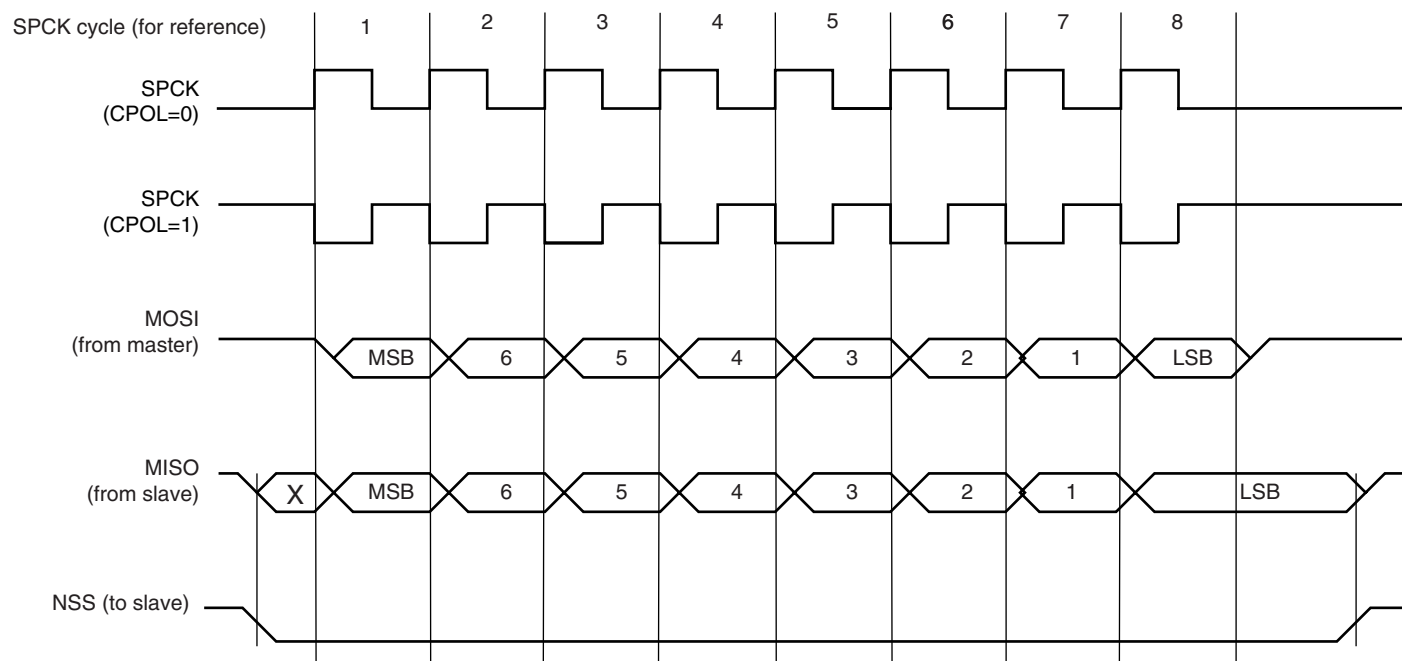 SPCK cycle (for reference) 1 2 3 4 5 6 7 8
SPCK
(CPOL=0)
SPCK
(CPOL=1)
MOSI
(from master)
MSB 6 5 4 3 2 1 LSB
MISO
(from slave)
X MSB 6 5 4 3 2 1 LSB
NSS (to slave)